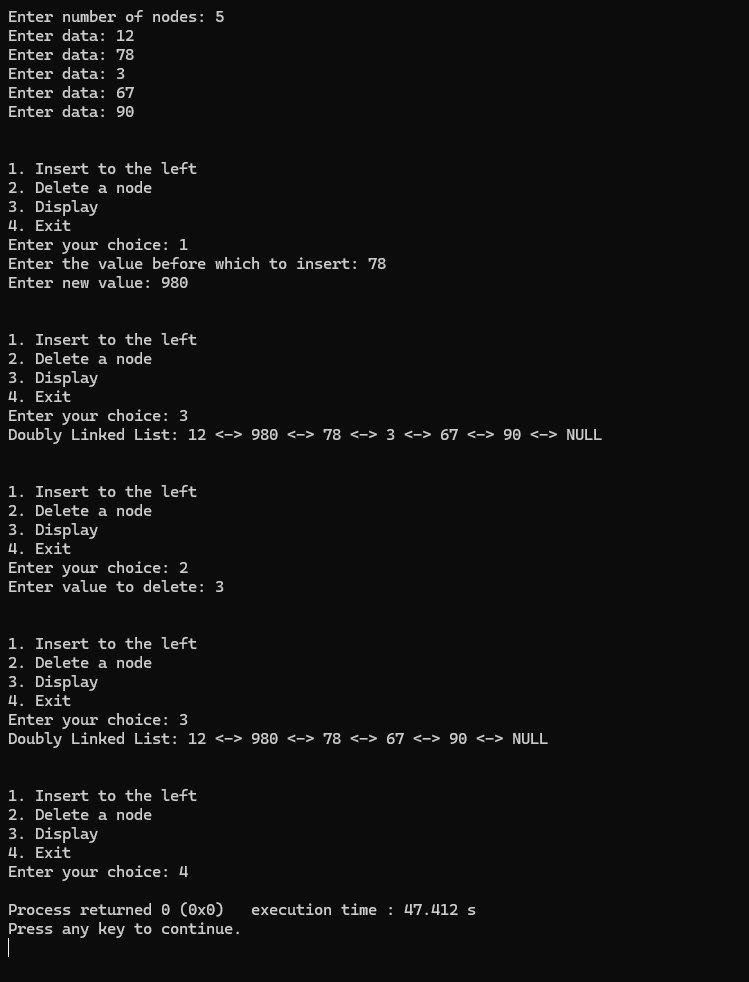 Enter number of nodes: 5
Enter data: 12
Enter data: 78
Enter data: 3
Enter data: 67
Enter data: 90
1. Insert to the left
2. Delete a node
3. Display
4. Exit
Enter your choice: 1
Enter the value before which to insert: 78
Enter new value: 980
1. Insert to the left
2. Delete a node
3. Display
4. Exit
Enter your choice: 3
Doubly Linked List: 12 <-> 980 <-> 78 <-> 3 <-> 67 <-> 90 <-> NULL
1. Insert to the left
2. Delete a node
3. Display
4. Exit
Enter your choice: 2
Enter value to delete: 3
1. Insert to the left
2. Delete a node
3. Display
4. Exit
Enter your choice: 3
Doubly Linked List: 12 <-> 980 <-> 78 <-> 67 <-> 90 <-> NULL
1. Insert to the left
2. Delete a node
3. Display
4. Exit
Enter your choice: 4
Process returned 0 (0x0)   execution time : 47.412 s
Press any key to continue.